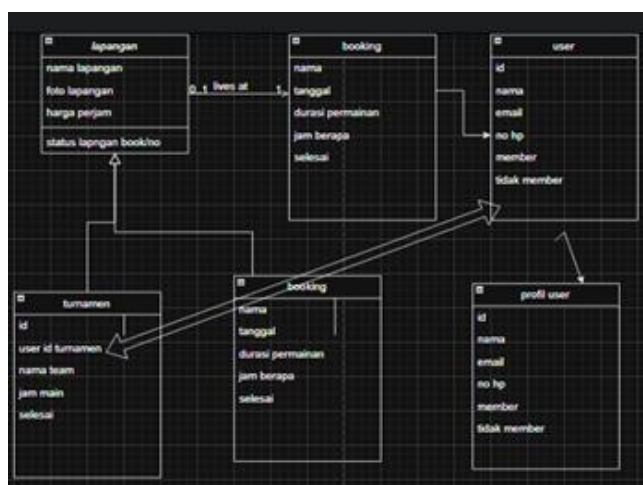 lapangan
nama lapangan
foto lapangan
harga perjam
status lapngan book/no
0..1 lives at 1
booking
nama
tanggal
durasi permainan
jam berapa
selesai
user
id
nama
email
no hp
member
tidak member
turnamen
id
user id turnamen
nama team
jam main
selesai
booking
nama
tanggal
durasi permainan
jam berapa
selesai
profil user
id
nama
email
no hp
member
tidak member